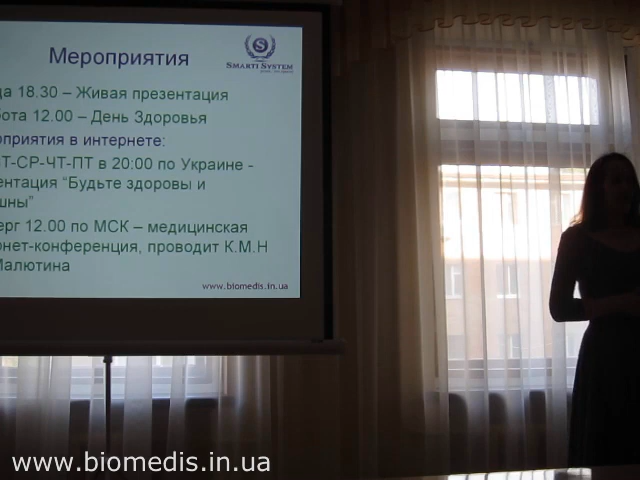 Мероприятия
S
SMARTI SYSTEM
да 18.30 – Живая презентация
бота 12.00 – День Здоровья
оприятия в интернете:
Т-СР-ЧТ-ПТ в 20:00 по Украине -
ентация “Будьте здоровы и
шны”
ерг 12.00 по МСК – медицинская
рнет-конференция, проводит К.М.Н
Малютина
www.biomedis.in.ua
www.biomedis.in.ua